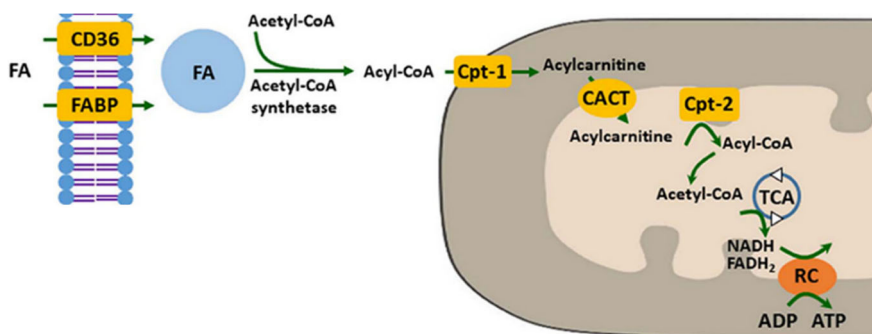 CD36
FA
FABP
FA
Acetyl-CoA
Acetyl-CoA
synthetase
Acyl-CoA
Cpt-1
Acylcarnitine
CACT
Acylcarnitine
Cpt-2
Acyl-CoA
Acetyl-CoA
TCA
NADH
FADH₂
RC
ADP ATP